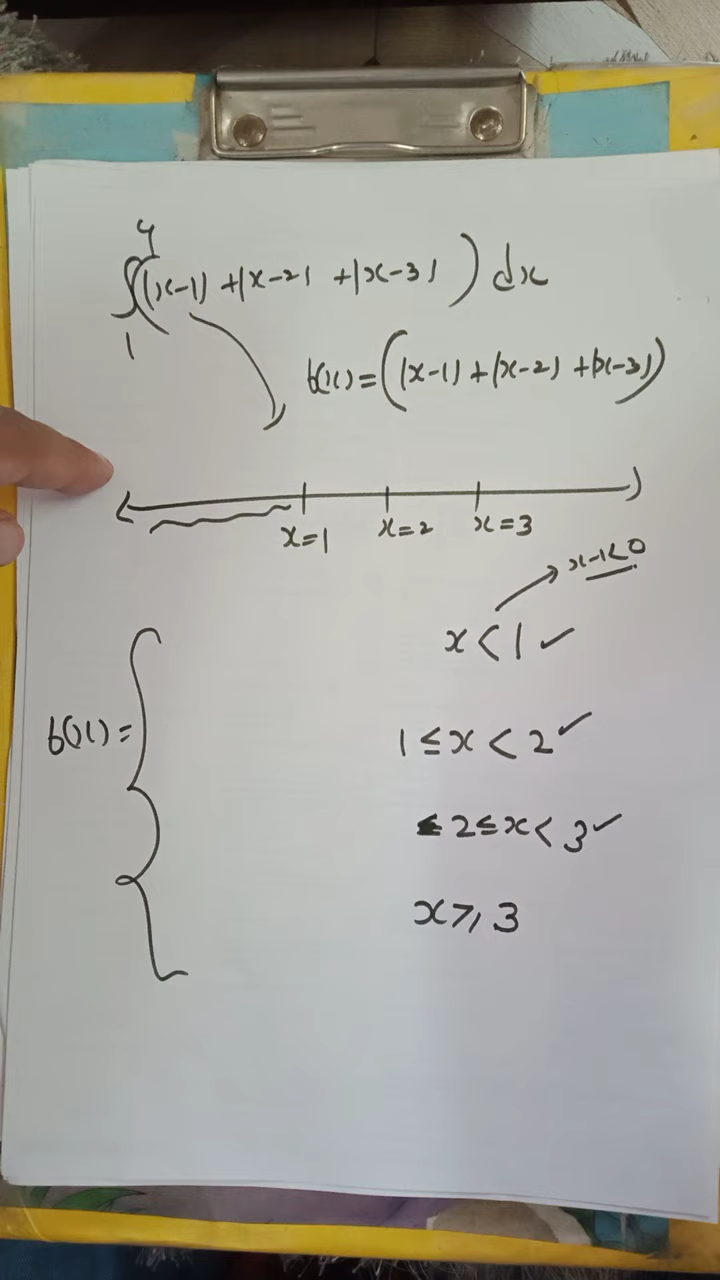 4
∫(|x-1| + |x-2| + |x-3|) dx
1
f(x) = (|x-1| + |x-2| + |x-3|)
x=1 x=2 x=3
x-1<0
x < 1 ✓
f(x) =
1 ≤ x < 2 ✓
≤ 2 ≤ x < 3 ✓
x ≥ 3